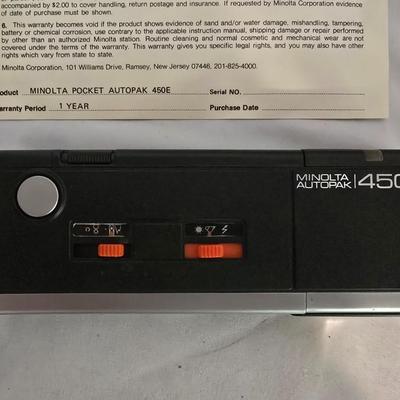 accompanied by $2.00 to cover handling, return postage and insurance. If requested by Minolta Corporation evidence
of date of purchase must be shown.
6. This warranty becomes void if the product shows evidence of sand and/or water damage, mishandling, tampering,
battery or chemical corrosion, use contrary to the applicable instruction manual, shipping damage or repair performed
by other than an authorized Minolta station. Routine cleaning and normal cosmetic and mechanical wear are not
covered under the terms of the warranty. This warranty gives you specific legal rights, and you may also have other
rights which vary from state to state.
Minolta Corporation, 101 Williams Drive, Ramsey, New Jersey 07446, 201-825-4000.
oduct MINOLTA POCKET AUTOPAK 450E SERIAL NO.
arranty Period 1 YEAR Purchase Date
MINOLTA
AUTOPAK 450